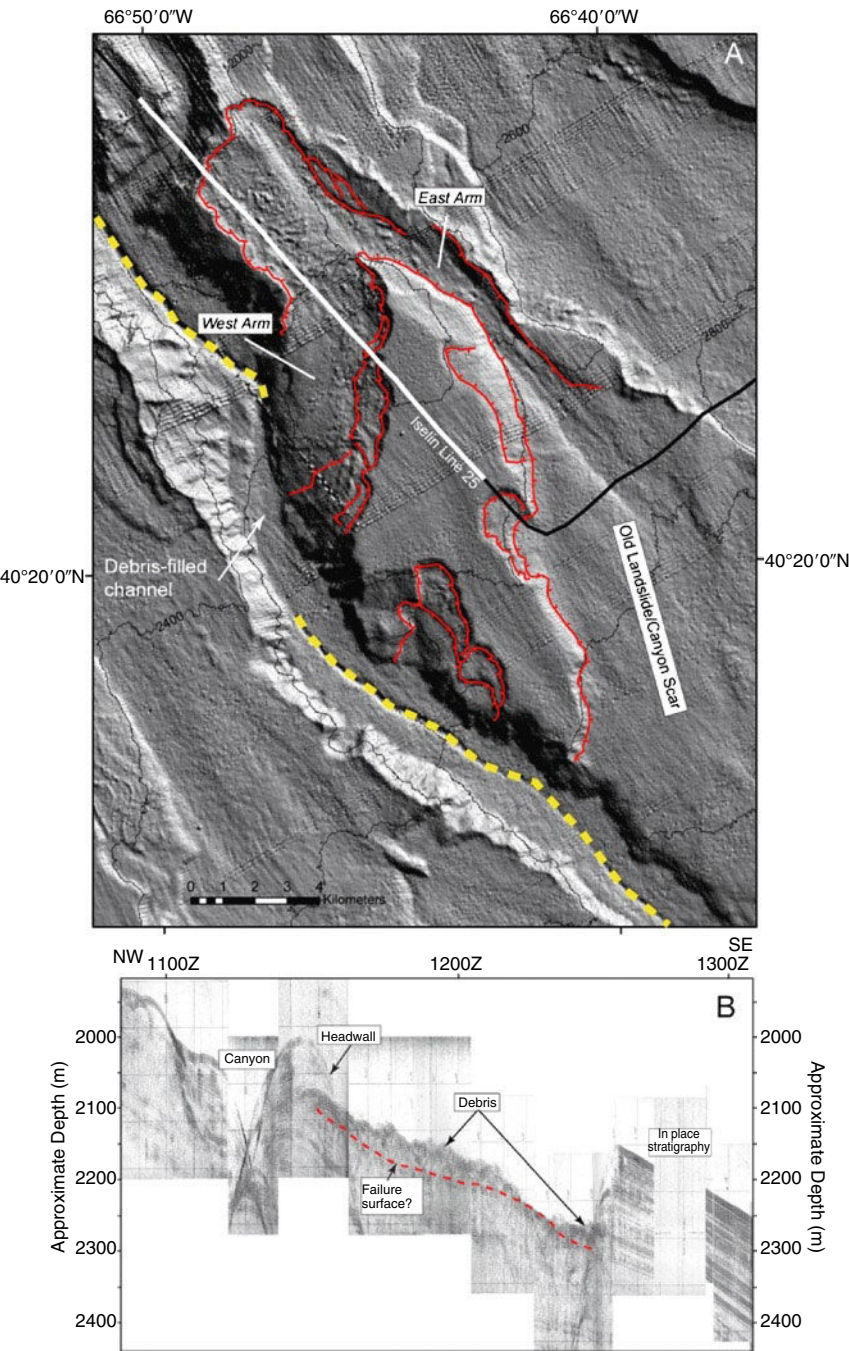 66°50′0″W 66°40′0″W
A
2000
2600
East Arm
West Arm
2800
Iselin Line 25
Debris-filled
channel
40°20′0″N 40°20′0″N
Old Landslide/Canyon Scar
2400
0 1 2 3 4
Kilometers
NW 1100Z 1200Z 1300Z SE
B
Approximate Depth (m)
2000
2100
2200
2300
2400
Canyon
Headwall
Debris
Failure
surface?
In place
stratigraphy
2000
2100
2200
2300
2400
Approximate Depth (m)